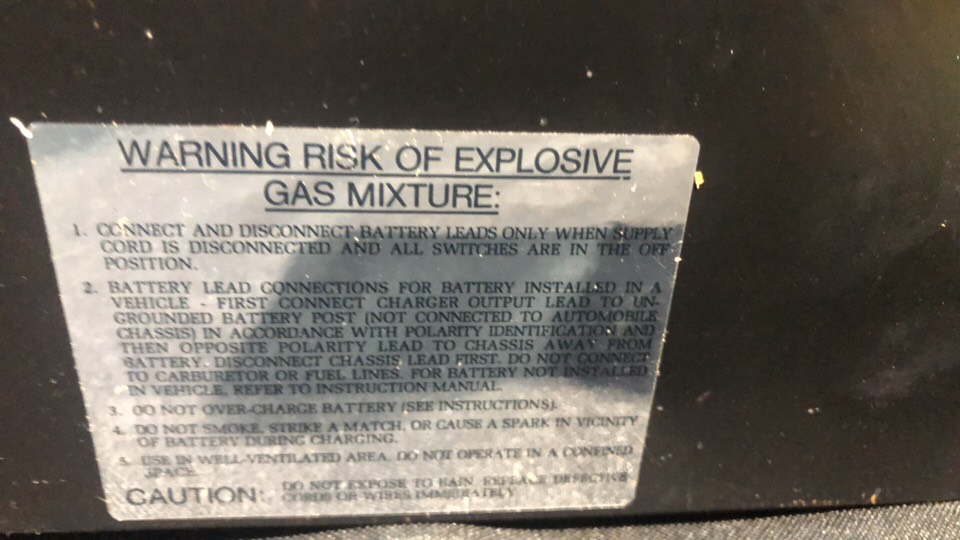 WARNING RISK OF EXPLOSIVE
GAS MIXTURE:
1. CONNECT AND DISCONNECT BATTERY LEADS ONLY WHEN SUPPLY
CORD IS DISCONNECTED AND ALL SWITCHES ARE IN THE OFF
POSITION.
2. BATTERY LEAD CONNECTIONS FOR BATTERY INSTALLED IN A
VEHICLE - FIRST CONNECT CHARGER OUTPUT LEAD TO UN-
GROUNDED BATTERY POST (NOT CONNECTED TO AUTOMOBILE
CHASSIS) IN ACCORDANCE WITH POLARITY IDENTIFICATION AND
THEN OPPOSITE POLARITY LEAD TO CHASSIS AWAY FROM
BATTERY. DISCONNECT CHASSIS LEAD FIRST. DO NOT CONNECT
TO CARBURETOR OR FUEL LINES. FOR BATTERY NOT INSTALLED
IN VEHICLE, REFER TO INSTRUCTION MANUAL.
3. DO NOT OVER-CHARGE BATTERY (SEE INSTRUCTIONS).
4. DO NOT SMOKE, STRIKE A MATCH, OR CAUSE A SPARK IN VICINITY
OF BATTERY DURING CHARGING.
5. USE IN WELL-VENTILATED AREA. DO NOT OPERATE IN A CONFINED
SPACE.
CAUTION: DO NOT EXPOSE TO RAIN. REPLACE DEFECTIVE
CORDS OR WIRES IMMEDIATELY